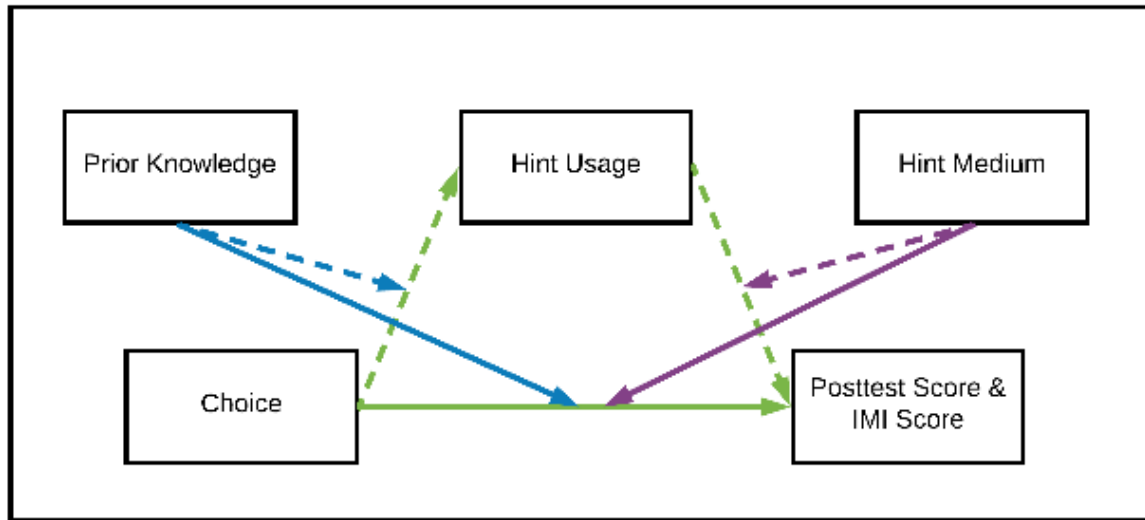 Prior Knowledge
Hint Usage
Hint Medium
Choice
Posttest Score &
IMI Score